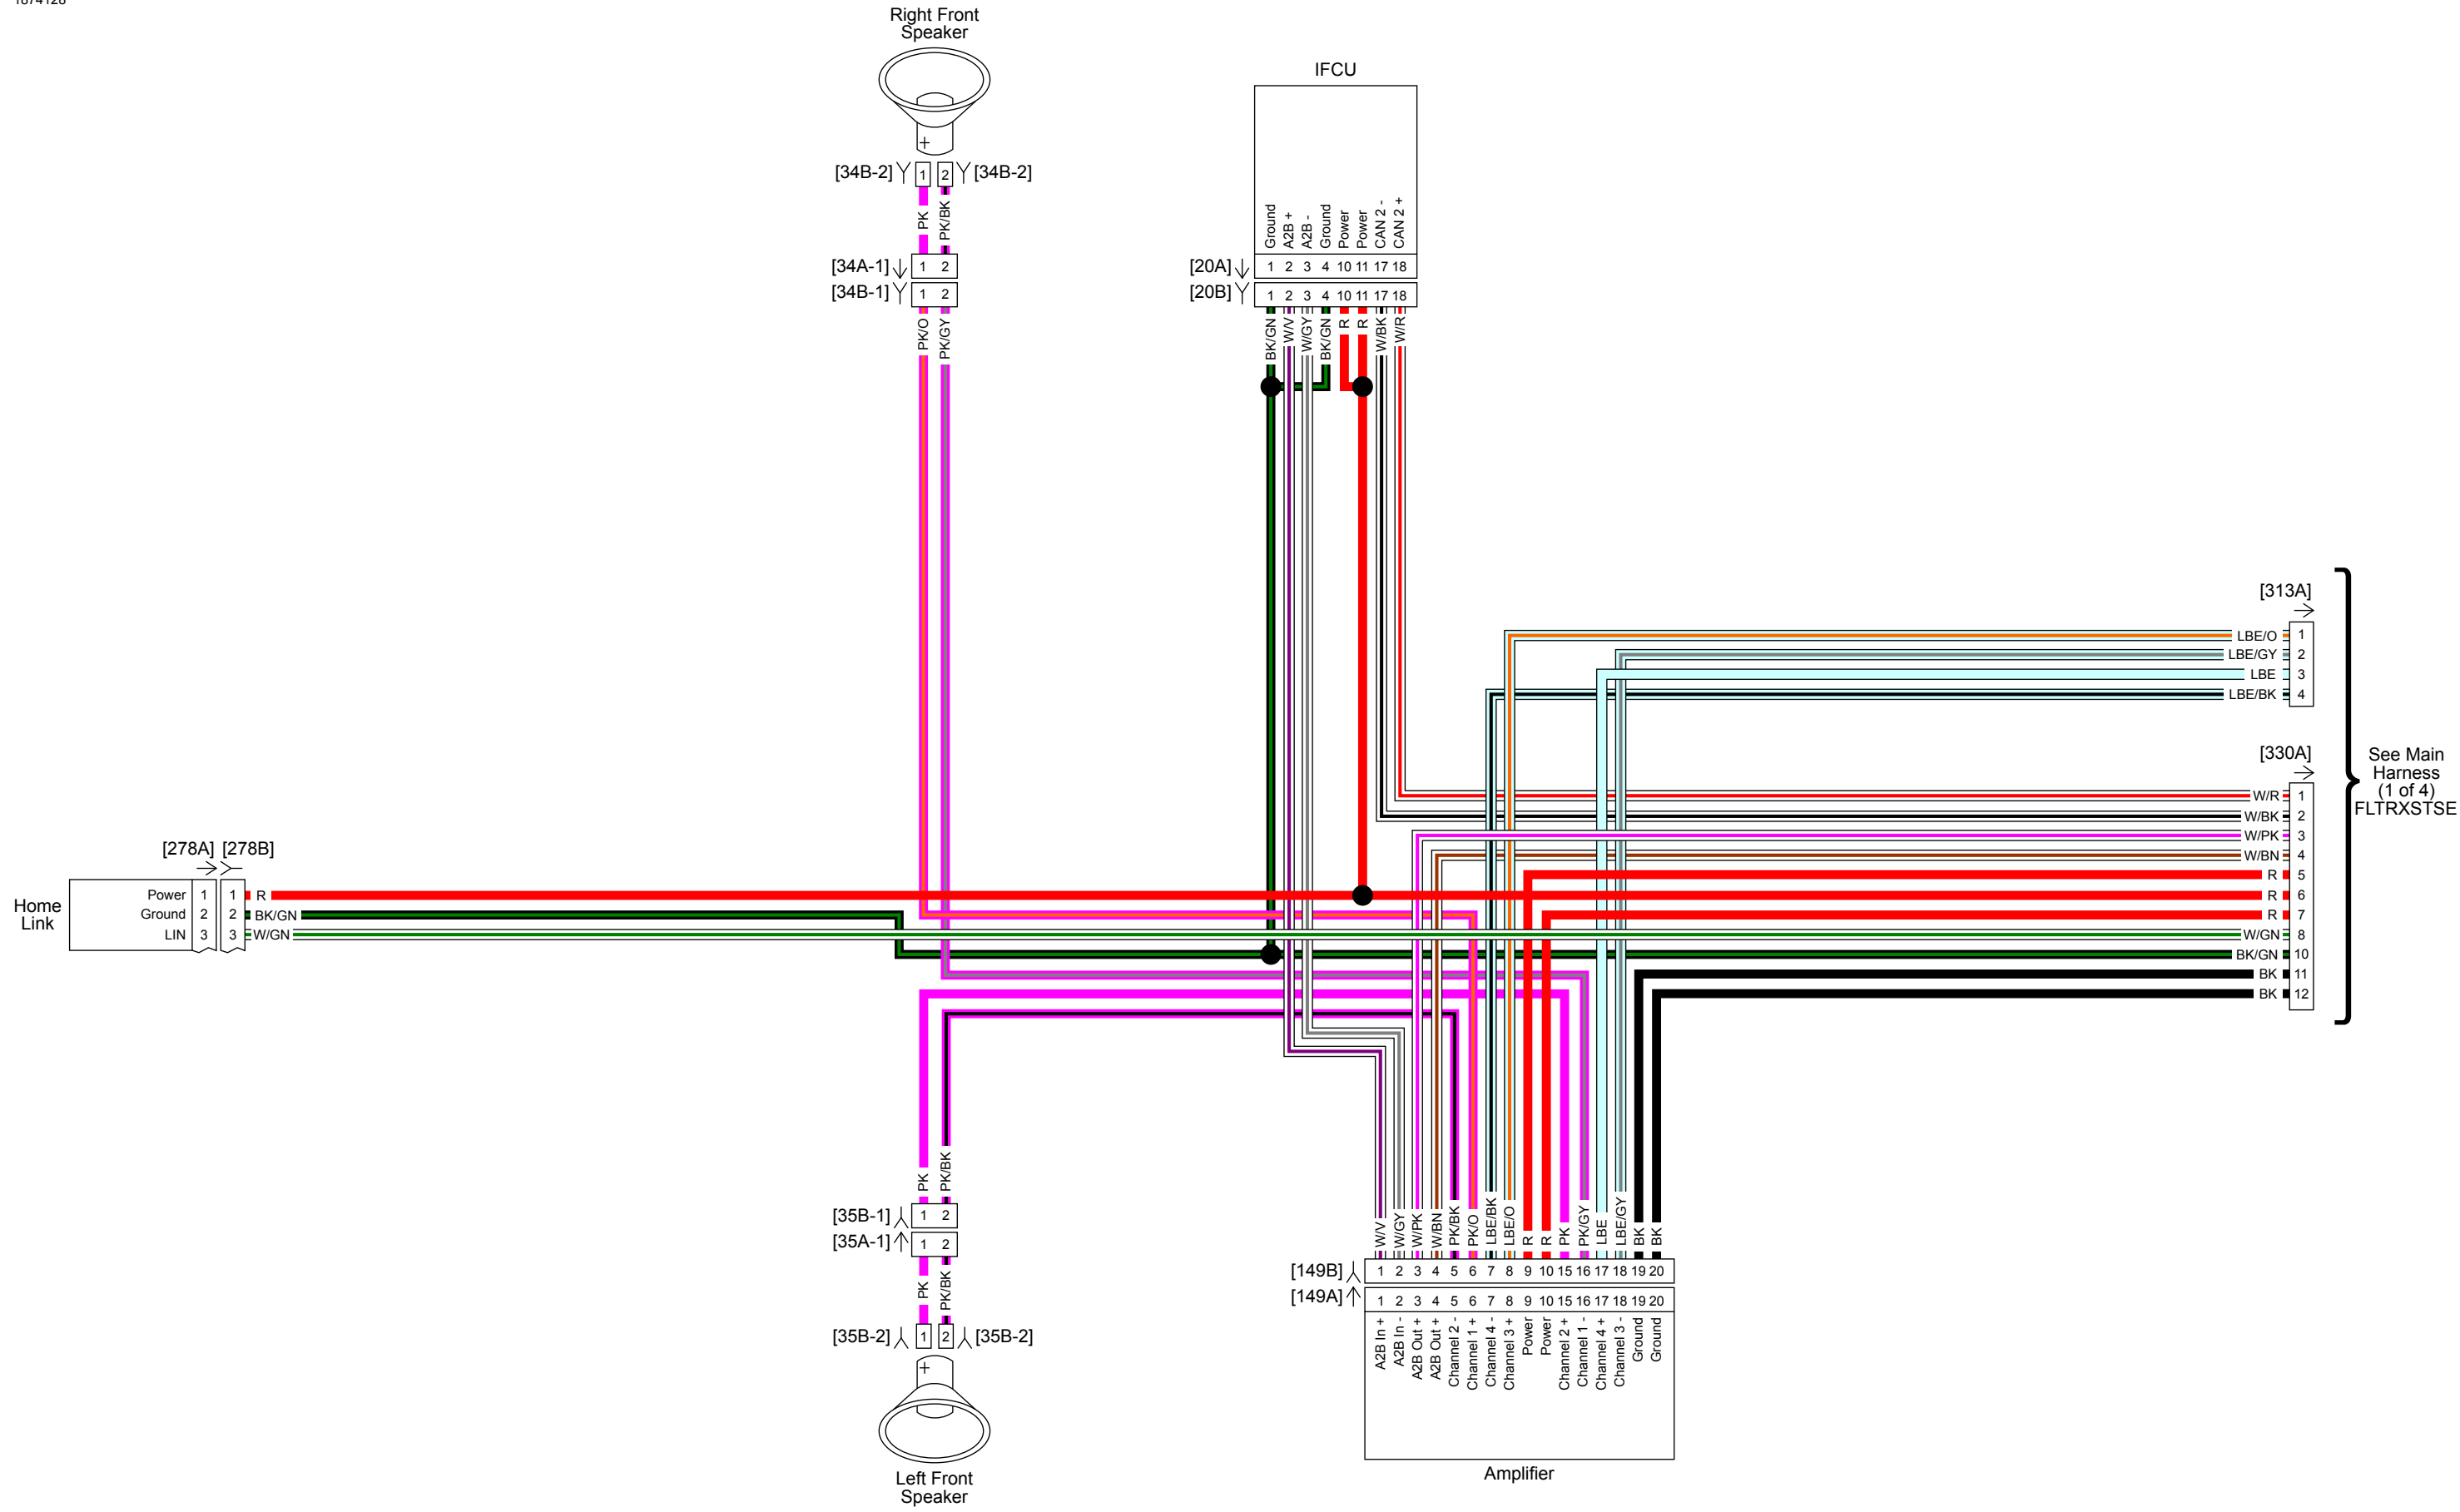 Right Front
Speaker
IFCU
[34B-2] 1 2 [34B-2]
PK PK/BK
Ground A2B + A2B - Ground Power Power CAN 2 - CAN 2 +
[34A-1] 1 2
[34B-1] 1 2
[20A] 1 2 3 4 10 11 17 18
[20B] 1 2 3 4 10 11 17 18
PK/O PK/GY
BK/GN W/V W/GY BK/GN R R W/BK W/R
[313A]
LBE/O 1
LBE/GY 2
LBE 3
LBE/BK 4
[330A]
W/R 1
W/BK 2
W/PK 3
W/BN 4
R 5
R 6
R 7
W/GN 8
BK/GN 10
BK 11
BK 12
See Main
Harness
(1 of 4)
FLTRXSTSE
[278A] [278B]
Home
Link
Power 1 1 R
Ground 2 2 BK/GN
LIN 3 3 W/GN
PK PK/BK
[35B-1] 1 2
[35A-1] 1 2
PK PK/BK
[35B-2] 1 2 [35B-2]
Left Front
Speaker
W/V W/GY W/PK W/BN PK/BK PK/O LBE/BK LBE/O R R PK PK/GY LBE LBE/GY BK BK
[149B] 1 2 3 4 5 6 7 8 9 10 15 16 17 18 19 20
[149A] 1 2 3 4 5 6 7 8 9 10 15 16 17 18 19 20
A2B In + A2B In - A2B Out + A2B Out + Channel 2 - Channel 1 + Channel 4 - Channel 3 + Power Power Channel 2 + Channel 1 - Channel 4 + Channel 3 - Ground Ground
Amplifier